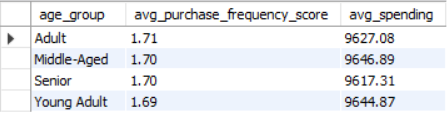 age_group avg_purchase_frequency_score avg_spending
Adult 1.71 9627.08
Middle-Aged 1.70 9646.89
Senior 1.70 9617.31
Young Adult 1.69 9644.87